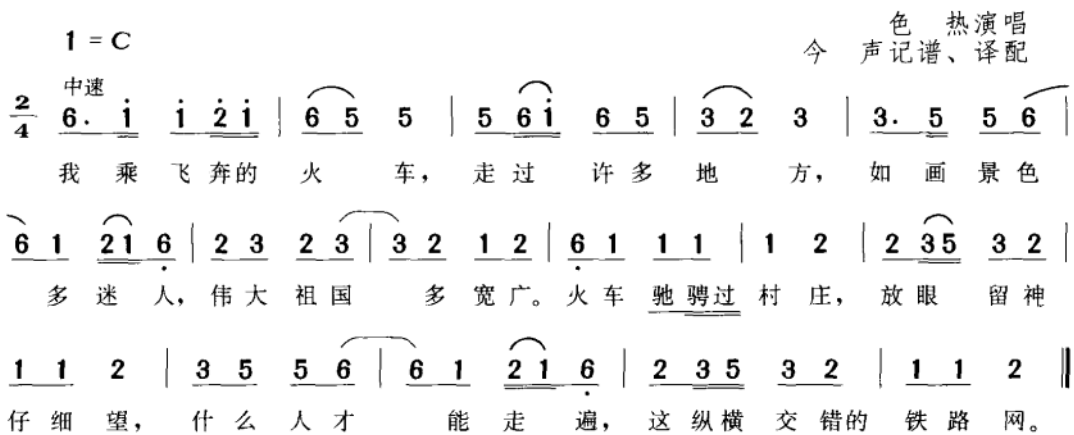 1 = C
色 热演唱
今 声记谱、译配
中速
2/4 6. i i 2 i | 6 5 5 | 5 6 i 6 5 | 3 2 3 | 3. 5 5 6 |
我 乘 飞 奔的 火 车, 走 过 许 多 地 方, 如 画 景 色
6 1 2 1 6 | 2 3 2 3 | 3 2 1 2 | 6 1 1 1 | 1 2 | 2 3 5 3 2 |
多 迷 人, 伟 大 祖 国 多 宽 广。火 车 驰 骋过 村 庄, 放 眼 留 神
1 1 2 | 3 5 5 6 | 6 1 2 1 6 | 2 3 5 3 2 | 1 1 2 ‖
仔 细 望, 什 么 人 才 能 走 遍, 这 纵横 交 错的 铁 路 网。